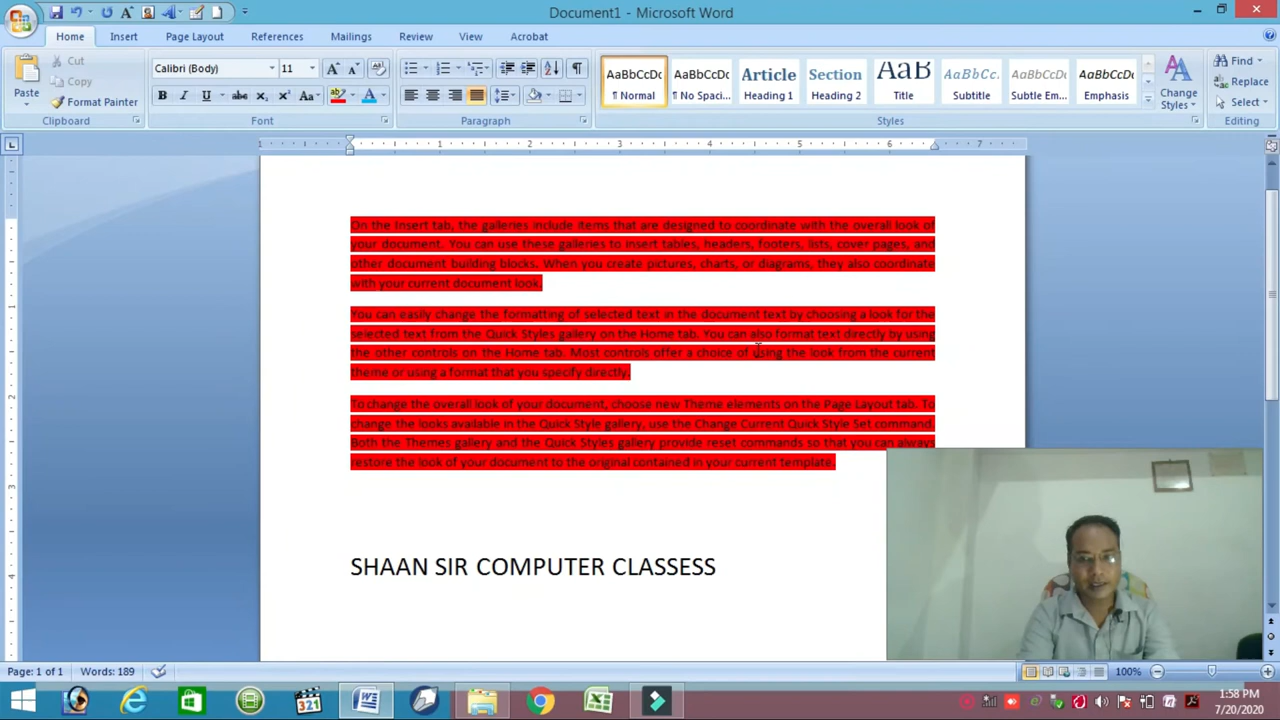 Document1 - Microsoft Word
Home Insert Page Layout References Mailings Review View Acrobat
Paste
Cut
Copy
Format Painter
Clipboard
Calibri (Body) 11
Font
Paragraph
AaBbCcDc AaBbCcDc Article Section AaB AaBbCc. AaBbCcDc AaBbCcDc
¶ Normal ¶ No Spaci... Heading 1 Heading 2 Title Subtitle Subtle Em... Emphasis
Styles
Change Styles
Find
Replace
Select
Editing
1 1 2 3 4 5 6 7
On the Insert tab, the galleries include items that are designed to coordinate with the overall look of
your document. You can use these galleries to insert tables, headers, footers, lists, cover pages, and
other document building blocks. When you create pictures, charts, or diagrams, they also coordinate
with your current document look.
You can easily change the formatting of selected text in the document text by choosing a look for the
selected text from the Quick Styles gallery on the Home tab. You can also format text directly by using
the other controls on the Home tab. Most controls offer a choice of using the look from the current
theme or using a format that you specify directly.
To change the overall look of your document, choose new Theme elements on the Page Layout tab. To
change the looks available in the Quick Style gallery, use the Change Current Quick Style Set command.
Both the Themes gallery and the Quick Styles gallery provide reset commands so that you can always
restore the look of your document to the original contained in your current template.
SHAAN SIR COMPUTER CLASSESS
Page: 1 of 1 Words: 189
100%
321
1:58 PM
7/20/2020